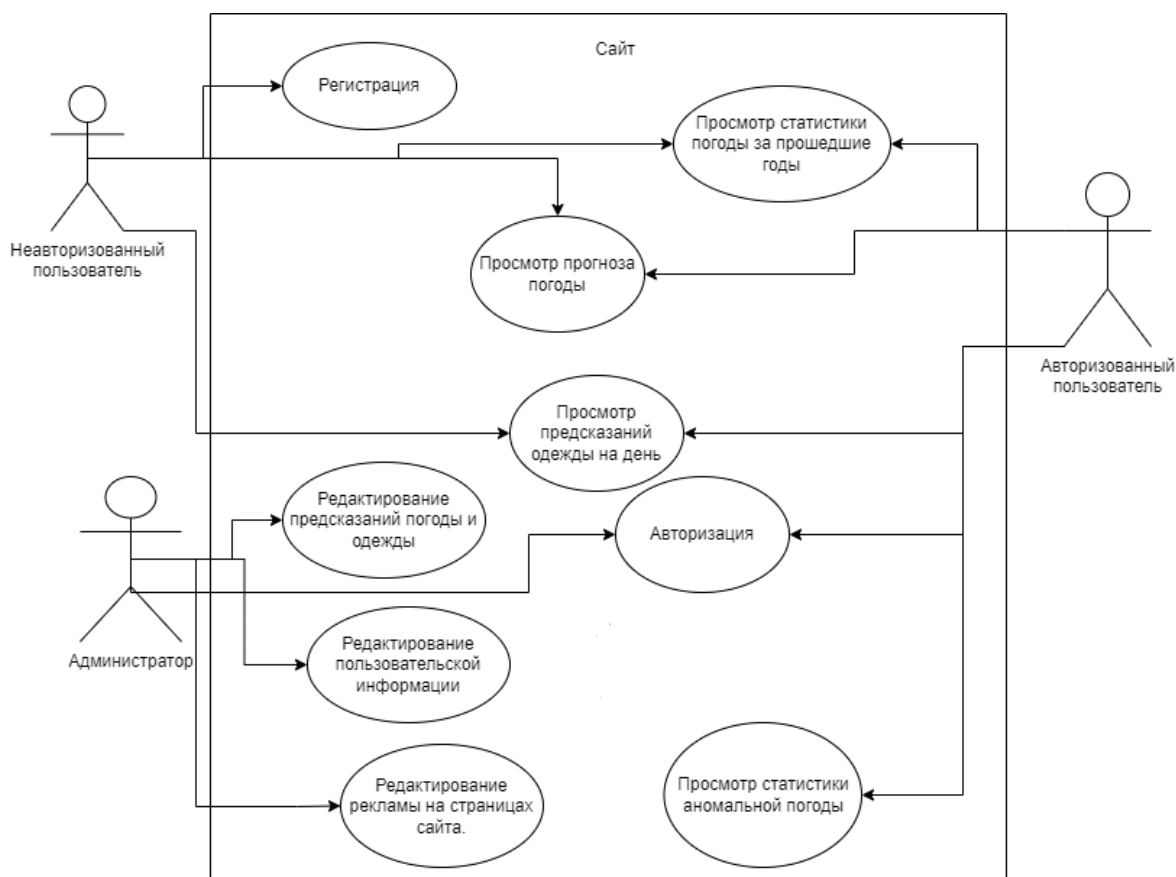 Сайт
Регистрация
Просмотр статистики
погоды за прошедшие
годы
Неавторизованный
пользователь
Просмотр прогноза
погоды
Авторизованный
пользователь
Просмотр
предсказаний
одежды на день
Редактирование
предсказаний погоды и
одежды
Авторизация
Администратор
Редактирование
пользовательской
информации
Редактирование
рекламы на страницах
сайта.
Просмотр статистики
аномальной погоды